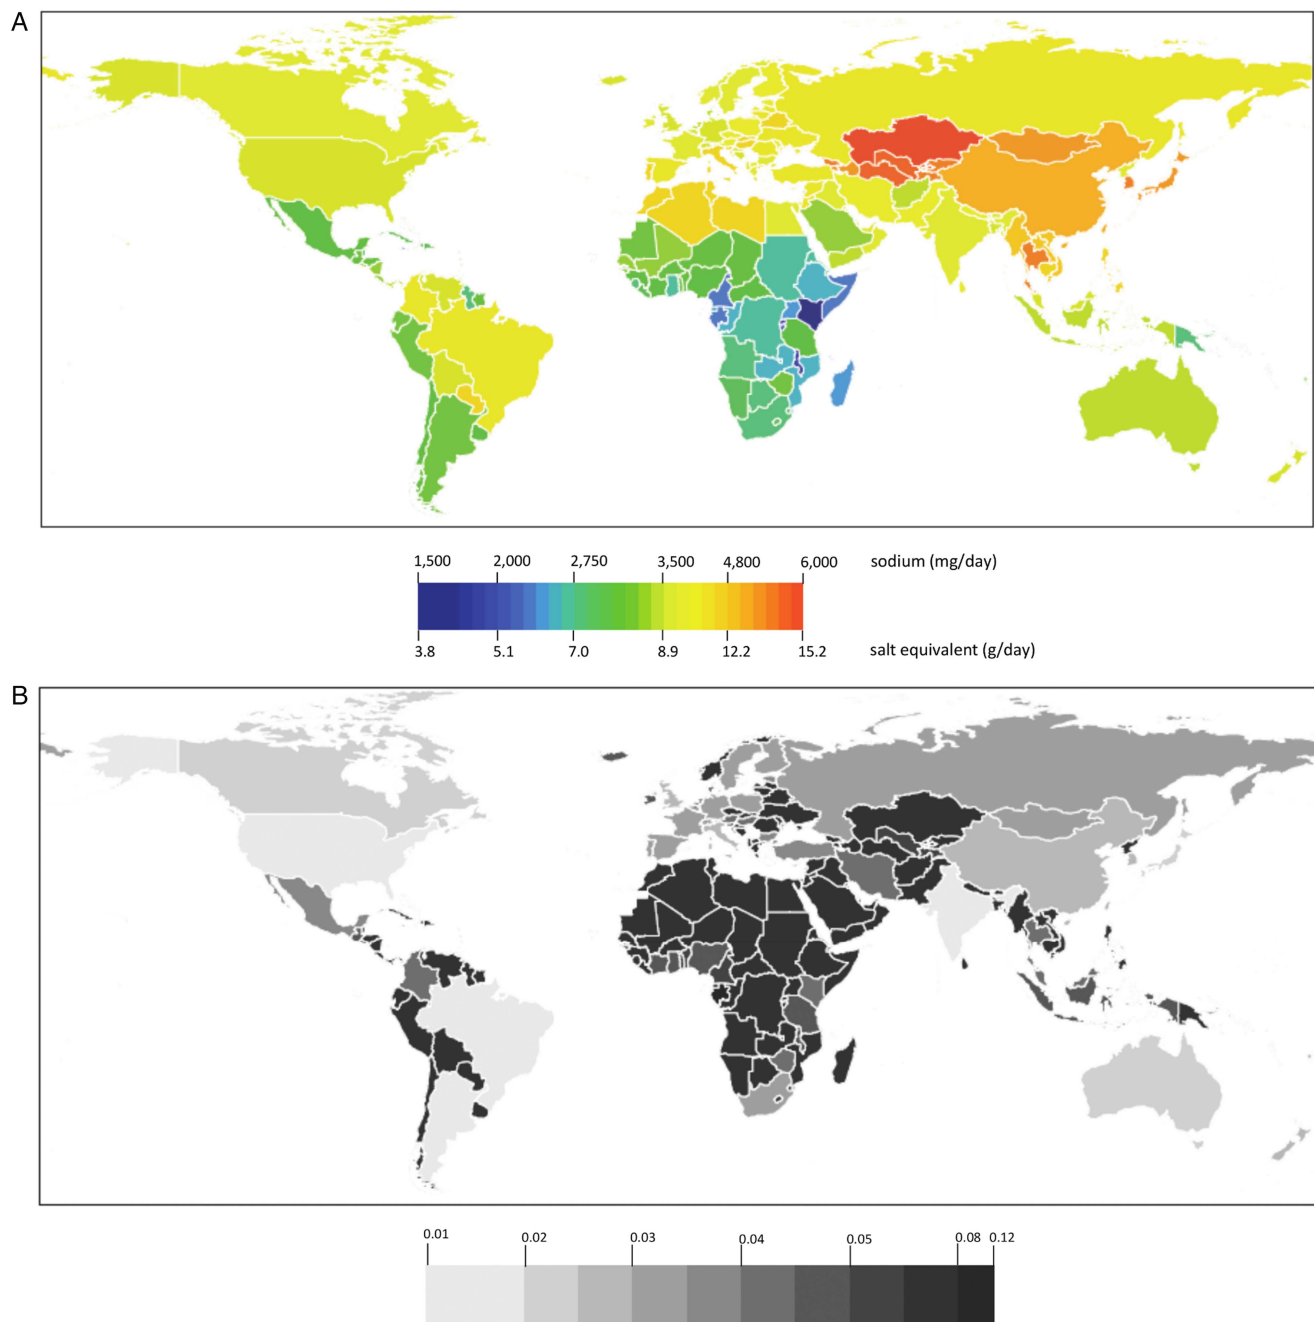 A
1,500 2,000 2,750 3,500 4,800 6,000 sodium (mg/day)
3.8 5.1 7.0 8.9 12.2 15.2 salt equivalent (g/day)
B
0.01 0.02 0.03 0.04 0.05 0.08 0.12